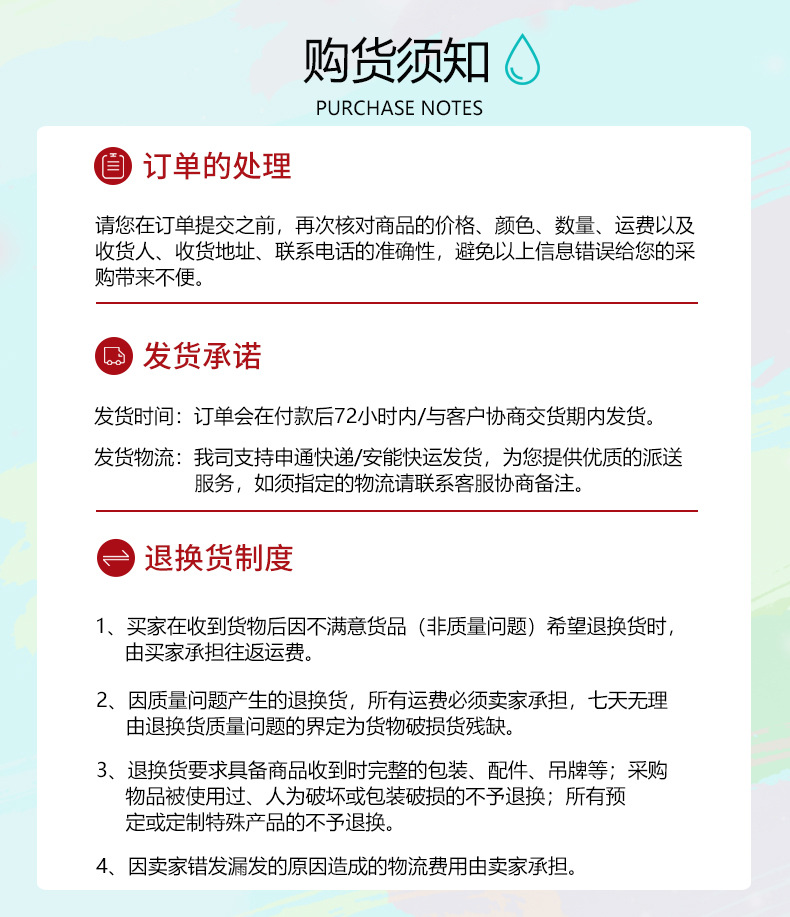 购货须知
PURCHASE NOTES
订单的处理
请您在订单提交之前，再次核对商品的价格、颜色、数量、运费以及
收货人、收货地址、联系电话的准确性，避免以上信息错误给您的采
购带来不便。
发货承诺
发货时间：订单会在付款后72小时内/与客户协商交货期内发货。
发货物流：我司支持申通快递/安能快运发货，为您提供优质的派送
服务，如须指定的物流请联系客服协商备注。
退换货制度
1、买家在收到货物后因不满意货品（非质量问题）希望退换货时，
由买家承担往返运费。
2、因质量问题产生的退换货，所有运费必须卖家承担，七天无理
由退换货质量问题的界定为货物破损货残缺。
3、退换货要求具备商品收到时完整的包装、配件、吊牌等；采购
物品被使用过、人为破坏或包装破损的不予退换；所有预
定或定制特殊产品的不予退换。
4、因卖家错发漏发的原因造成的物流费用由卖家承担。